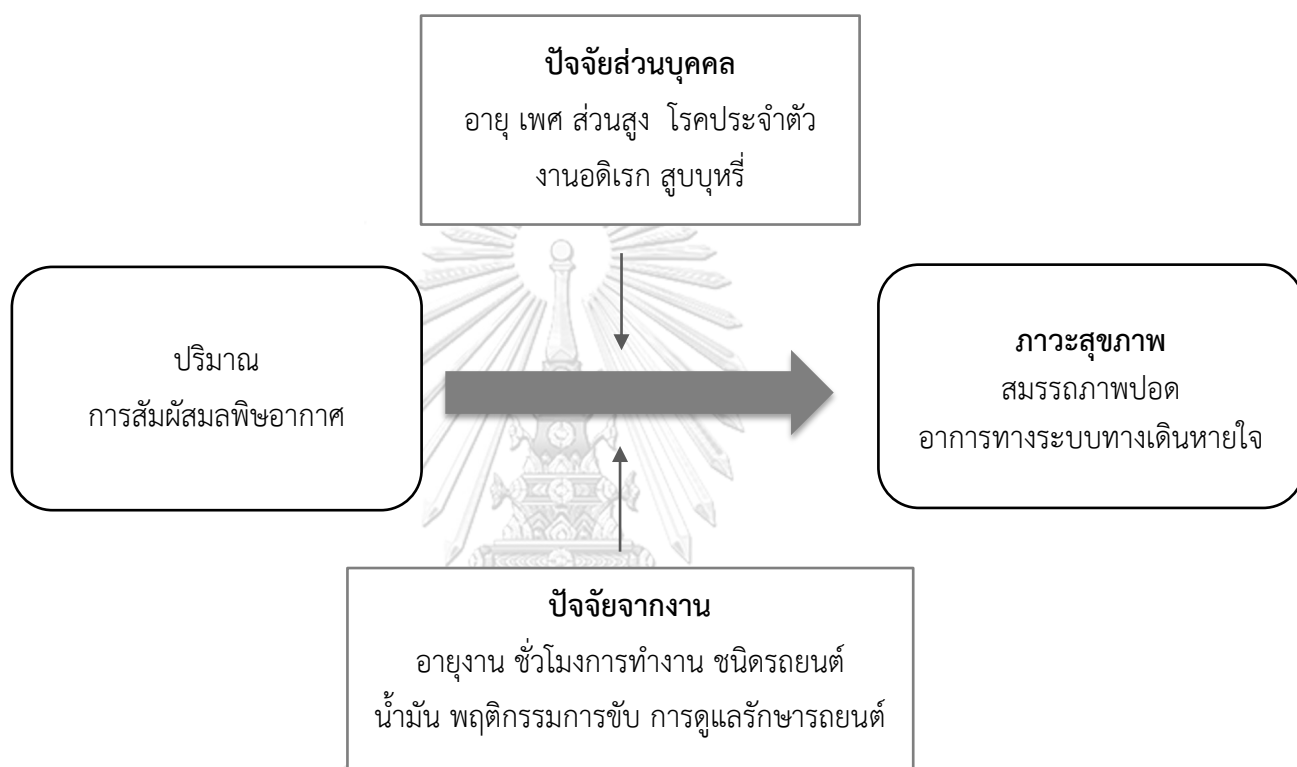 ปัจจัยส่วนบุคคล
อายุ เพศ ส่วนสูง โรคประจำตัว
งานอดิเรก สูบบุหรี่
ปริมาณ
การสัมผัสมลพิษอากาศ
ภาวะสุขภาพ
สมรรถภาพปอด
อาการทางระบบทางเดินหายใจ
ปัจจัยจากงาน
อายุงาน ชั่วโมงการทำงาน ชนิดรถยนต์
น้ำมัน พฤติกรรมการขับ การดูแลรักษารถยนต์